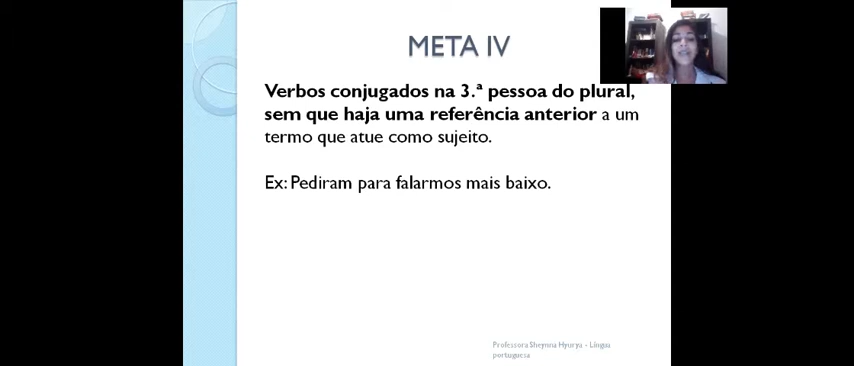 META IV
Verbos conjugados na 3.ª pessoa do plural,
sem que haja uma referência anterior a um
termo que atue como sujeito.
Ex: Pediram para falarmos mais baixo.
Professora Sheynna Hyurya - Língua
portuguesa